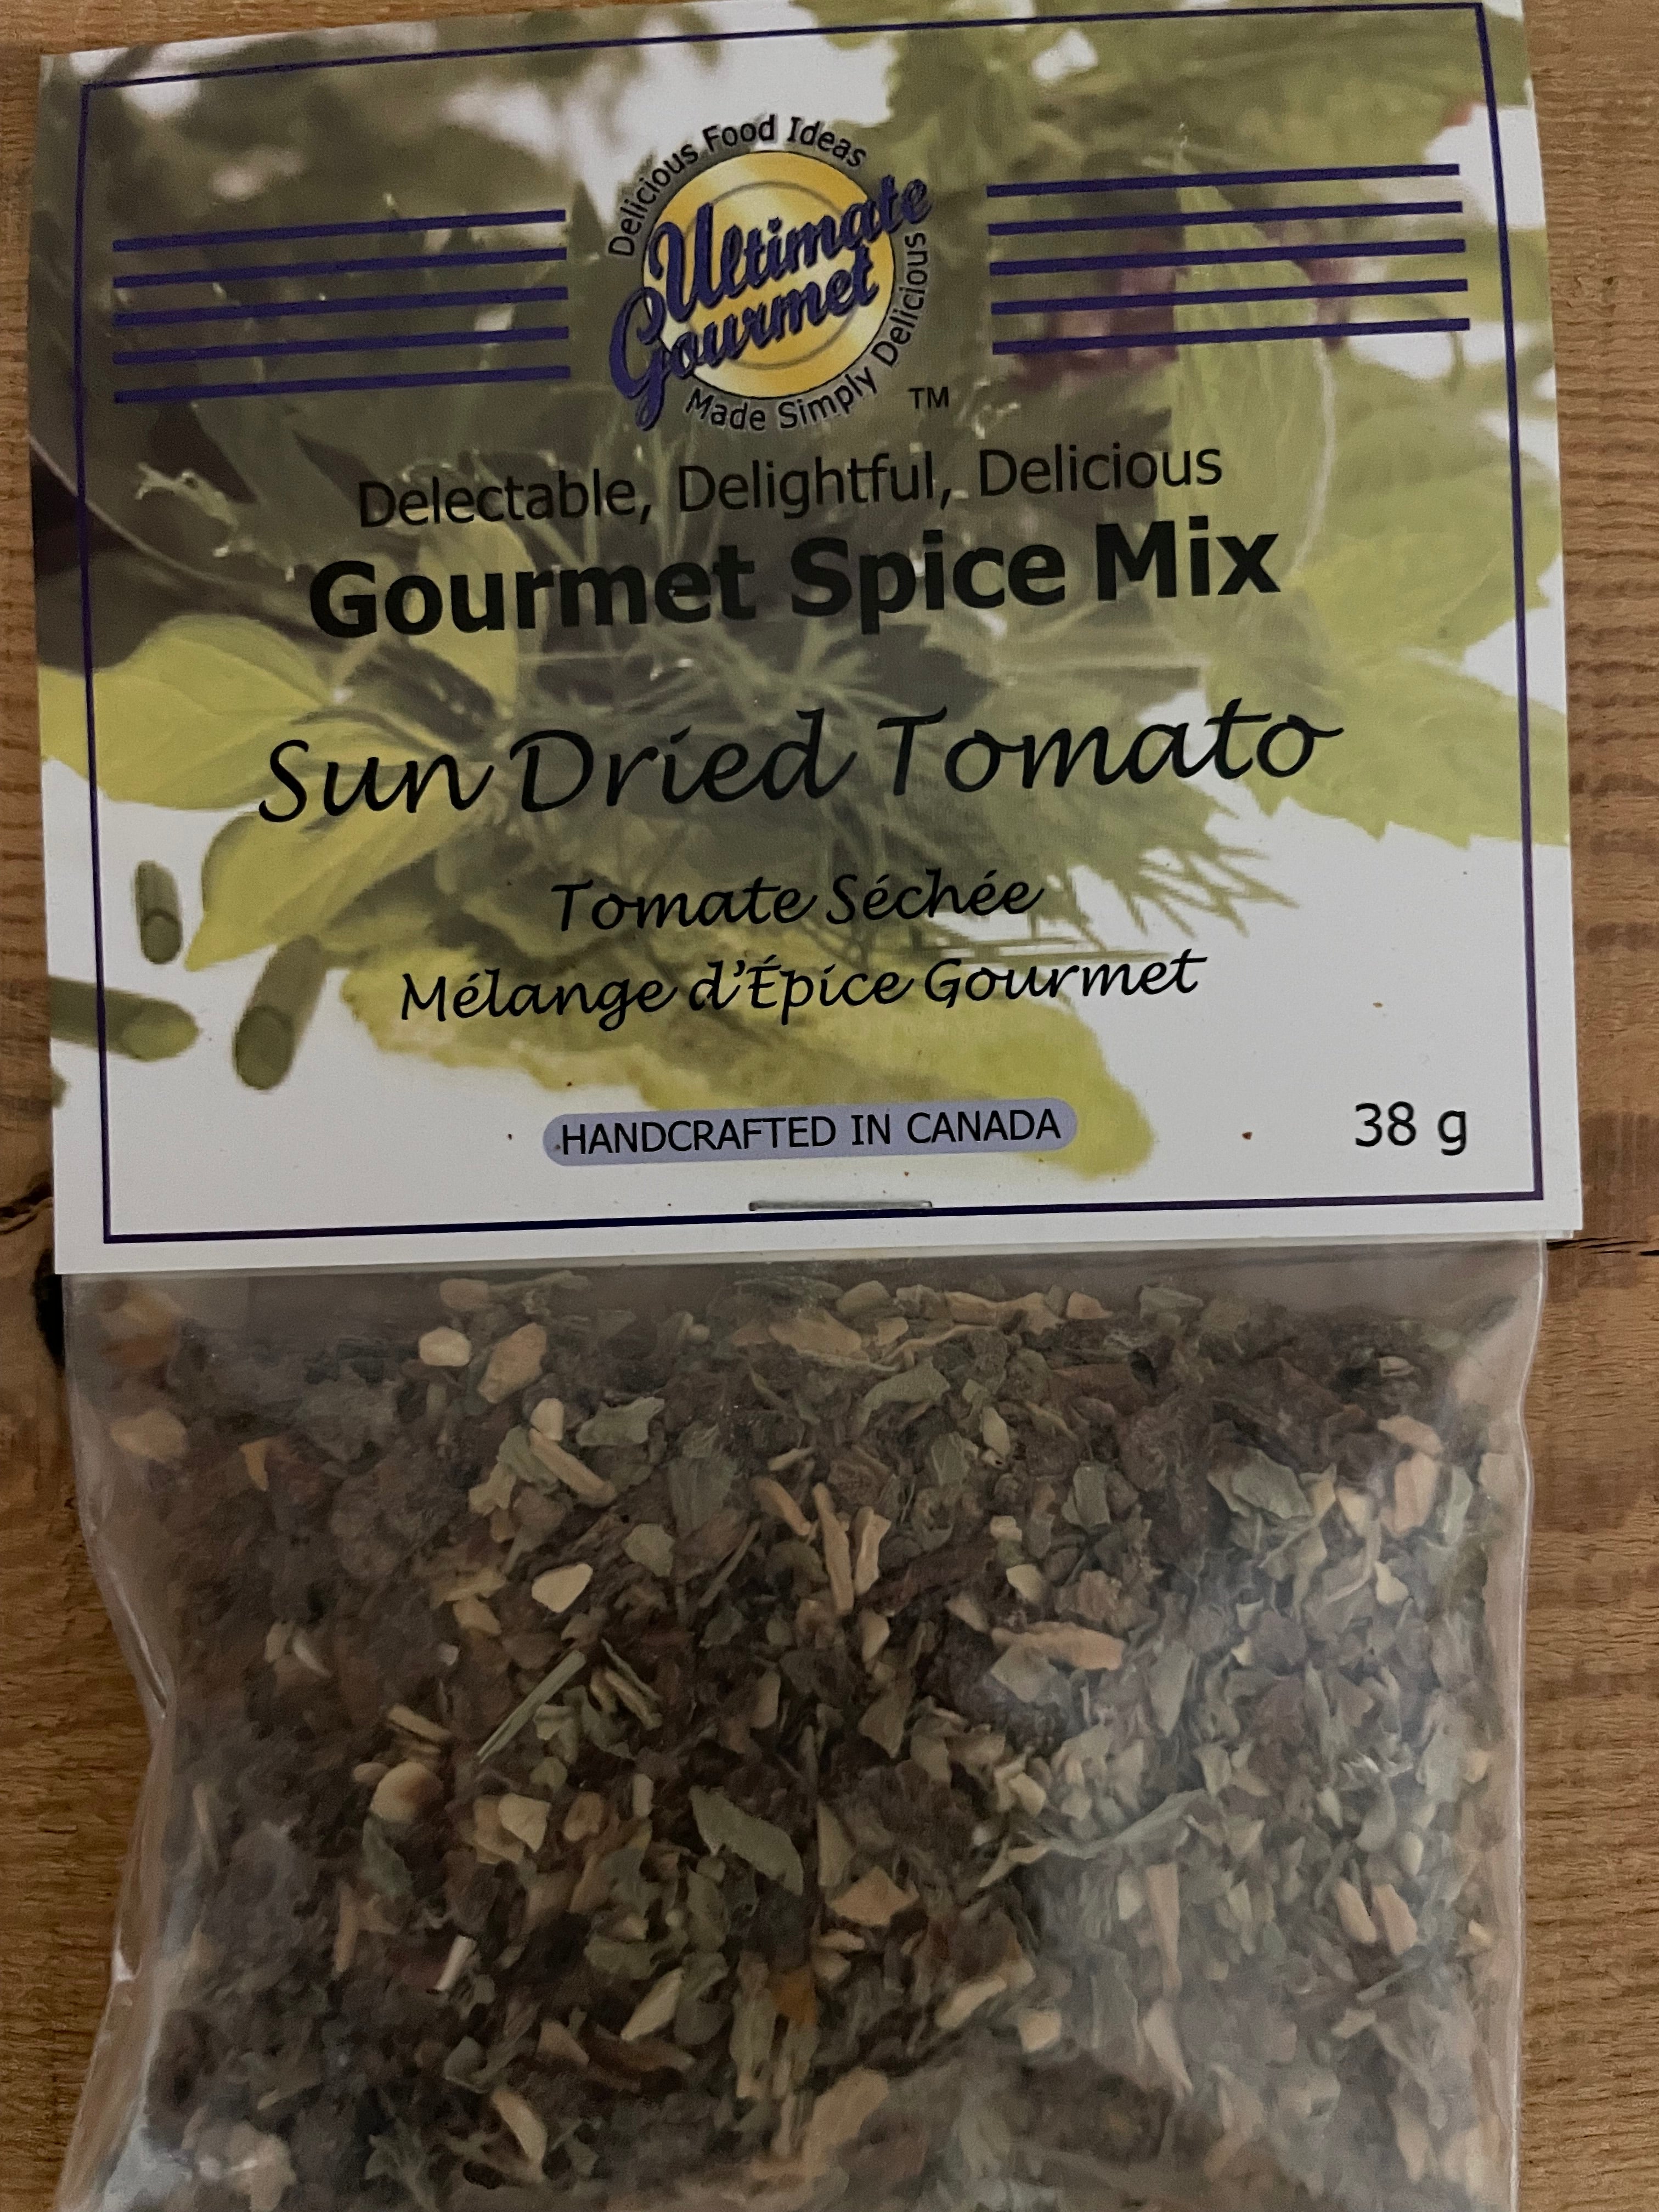 Delicious Food Ideas
Ultimate
Gourmet
Made Simply Delicious
TM
Delectable, Delightful, Delicious
Gourmet Spice Mix
Sun Dried Tomato
Tomate Séchée
Mélange d'Épice Gourmet
HANDCRAFTED IN CANADA
38 g